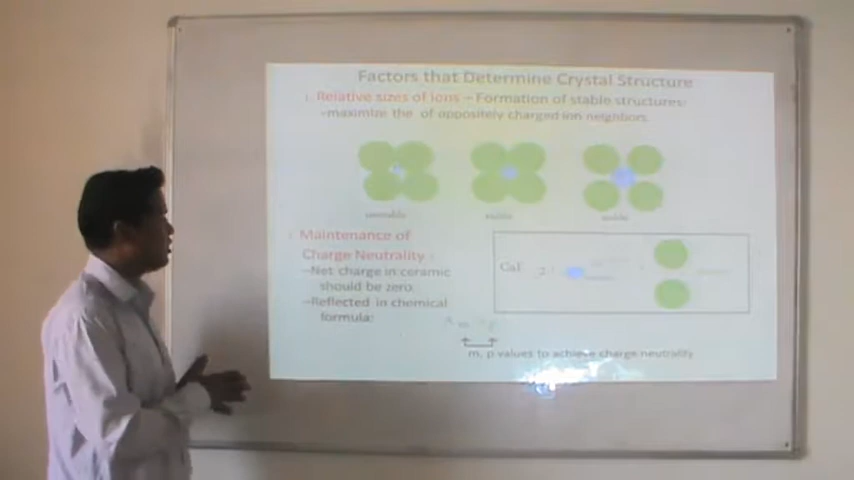 Factors that Determine Crystal Structure
Relative sizes of ions – Formation of stable structures:
–maximize the of oppositely charged ion neighbors.
unstable
stable
stable
Maintenance of
Charge Neutrality :
–Net charge in ceramic
should be zero.
–Reflected in chemical
formula:
CaF
m, p values to achieve charge neutrality